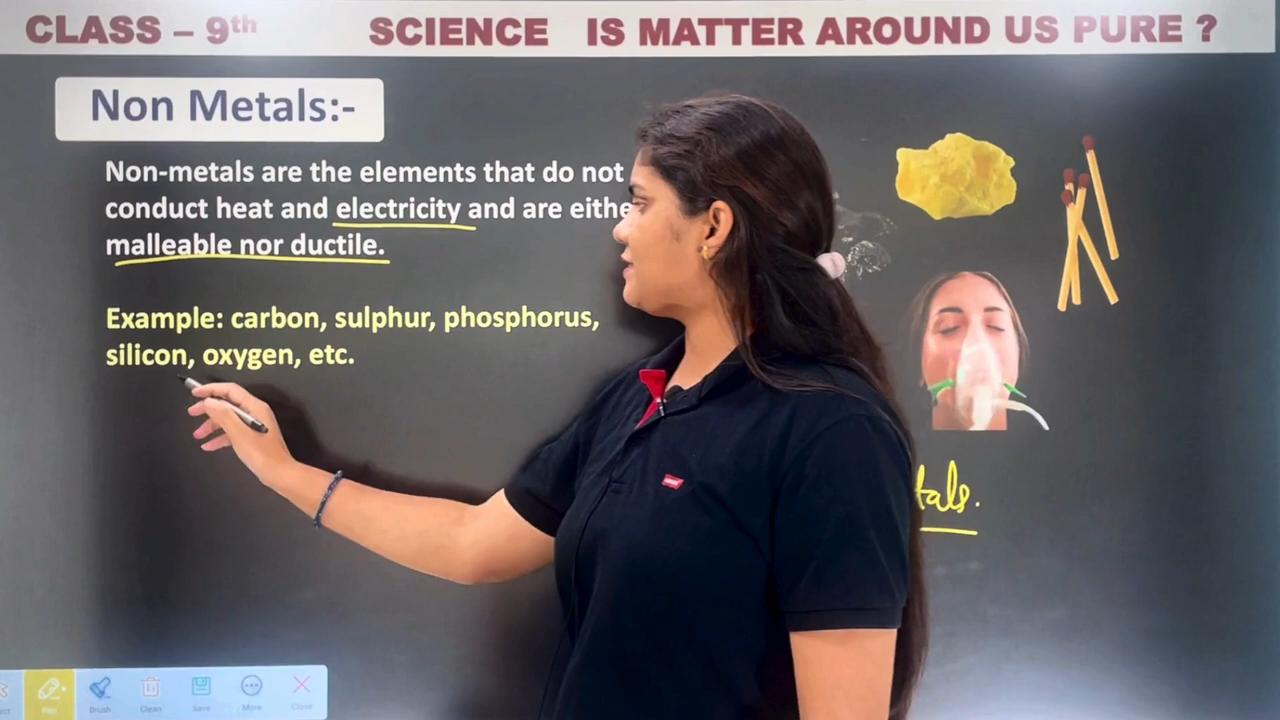 CLASS – 9th SCIENCE IS MATTER AROUND US PURE ?
Non Metals:-
Non-metals are the elements that do not
conduct heat and electricity and are
malleable nor ductile.
Example: carbon, sulphur, phosphorus,
silicon, oxygen, etc.
Pen Brush Clean Save More Close